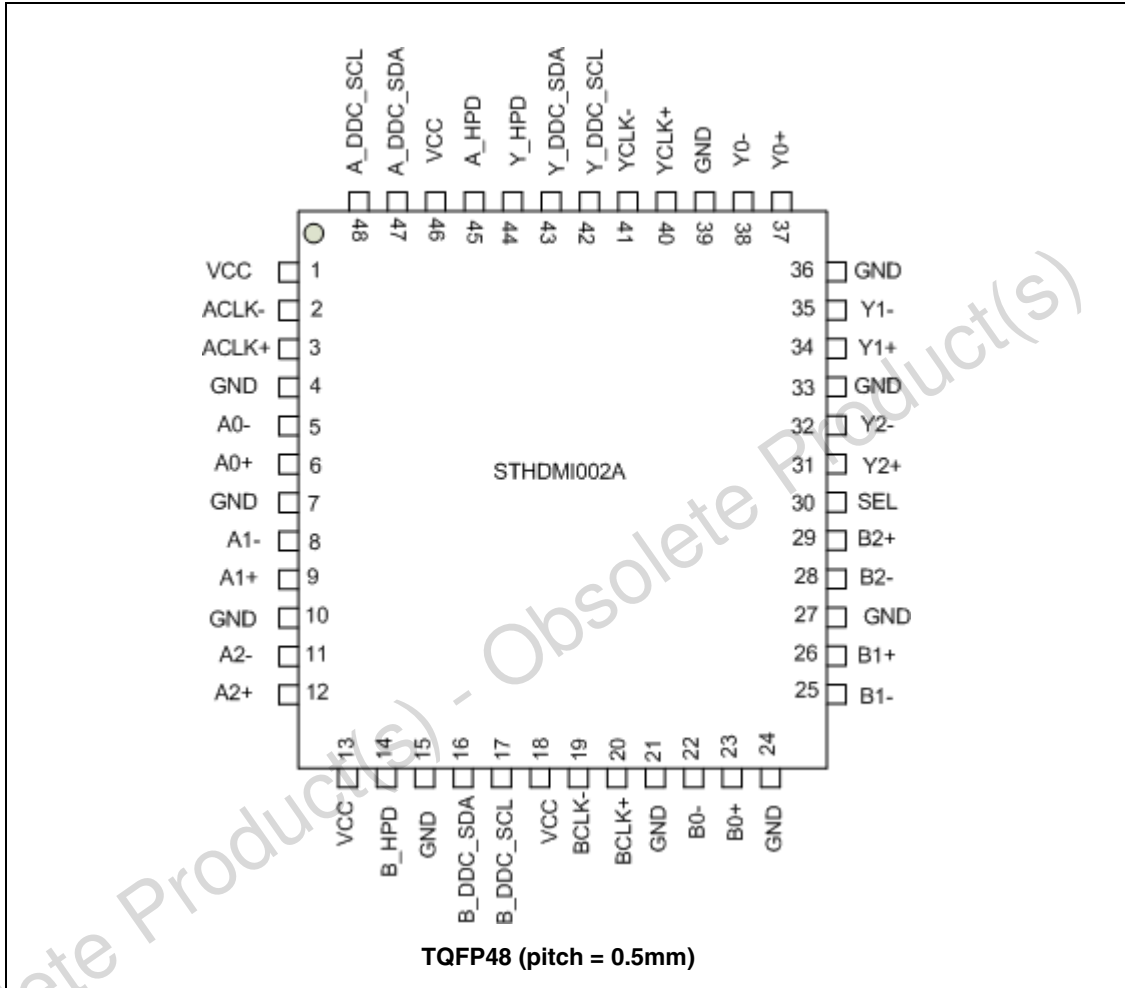 A_DDC_SCL
A_DDC_SDA
VCC
A_HPD
Y_HPD
Y_DDC_SDA
Y_DDC_SCL
YCLK-
YCLK+
GND
Y0-
Y0+
48
47
46
45
44
43
42
41
40
39
38
37
VCC 1
ACLK- 2
ACLK+ 3
GND 4
A0- 5
A0+ 6
GND 7
A1- 8
A1+ 9
GND 10
A2- 11
A2+ 12
STHDMI002A
36 GND
35 Y1-
34 Y1+
33 GND
32 Y2-
31 Y2+
30 SEL
29 B2+
28 B2-
27 GND
26 B1+
25 B1-
13
14
15
16
17
18
19
20
21
22
23
24
VCC
B_HPD
GND
B_DDC_SDA
B_DDC_SCL
VCC
BCLK-
BCLK+
GND
B0-
B0+
GND
TQFP48 (pitch = 0.5mm)
ete Product(s) - Obsolete Product(s)